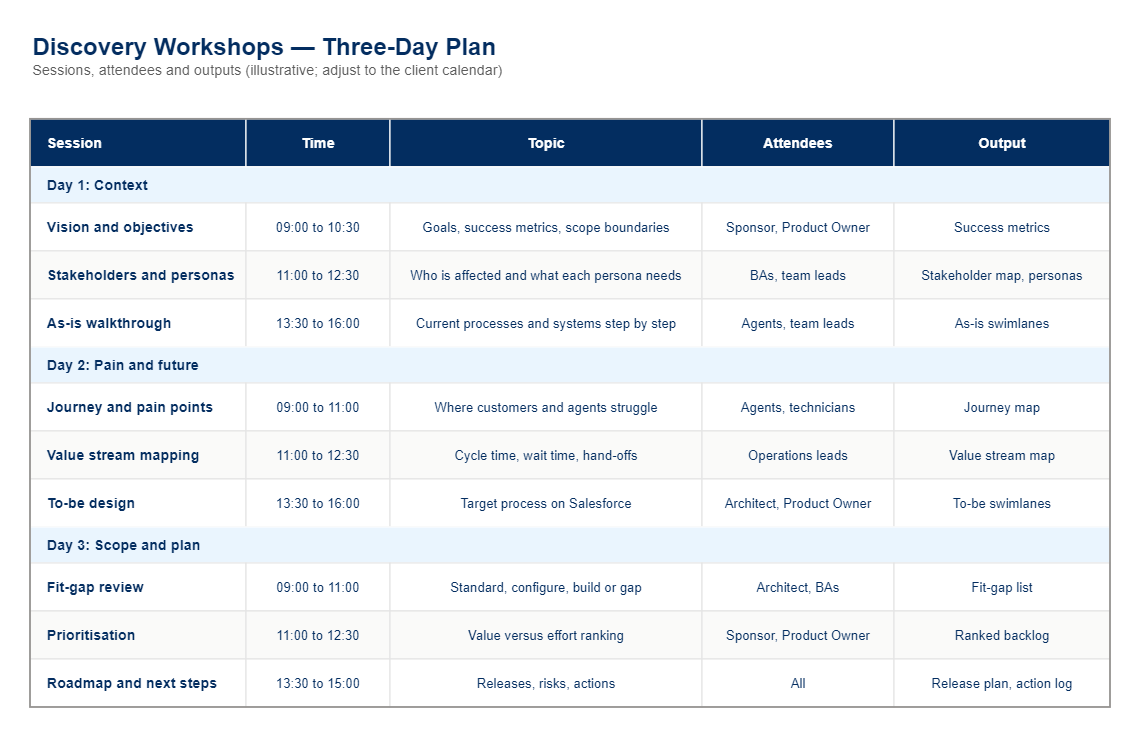 Discovery Workshops — Three-Day Plan
Sessions, attendees and outputs (illustrative; adjust to the client calendar)
Session Time Topic Attendees Output
Day 1: Context
Vision and objectives 09:00 to 10:30 Goals, success metrics, scope boundaries Sponsor, Product Owner Success metrics
Stakeholders and personas 11:00 to 12:30 Who is affected and what each persona needs BAs, team leads Stakeholder map, personas
As-is walkthrough 13:30 to 16:00 Current processes and systems step by step Agents, team leads As-is swimlanes
Day 2: Pain and future
Journey and pain points 09:00 to 11:00 Where customers and agents struggle Agents, technicians Journey map
Value stream mapping 11:00 to 12:30 Cycle time, wait time, hand-offs Operations leads Value stream map
To-be design 13:30 to 16:00 Target process on Salesforce Architect, Product Owner To-be swimlanes
Day 3: Scope and plan
Fit-gap review 09:00 to 11:00 Standard, configure, build or gap Architect, BAs Fit-gap list
Prioritisation 11:00 to 12:30 Value versus effort ranking Sponsor, Product Owner Ranked backlog
Roadmap and next steps 13:30 to 15:00 Releases, risks, actions All Release plan, action log